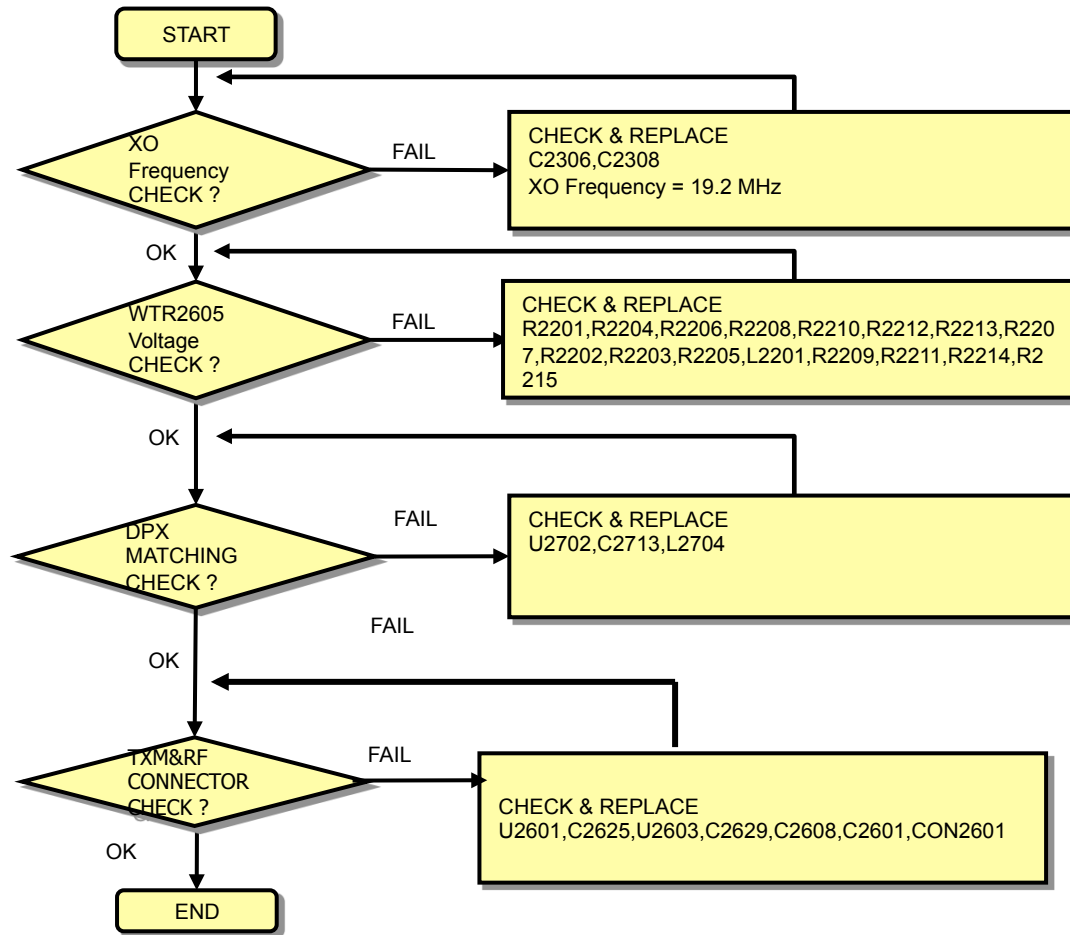 START
XO
Frequency
CHECK ?
FAIL
CHECK & REPLACE
C2306,C2308
XO Frequency = 19.2 MHz
OK
WTR2605
Voltage
CHECK ?
FAIL
CHECK & REPLACE
R2201,R2204,R2206,R2208,R2210,R2212,R2213,R220
7,R2202,R2203,R2205,L2201,R2209,R2211,R2214,R2
215
OK
DPX
MATCHING
CHECK ?
FAIL
CHECK & REPLACE
U2702,C2713,L2704
FAIL
OK
TXM&RF
CONNECTOR
CHECK ?
FAIL
CHECK & REPLACE
U2601,C2625,U2603,C2629,C2608,C2601,CON2601
OK
END